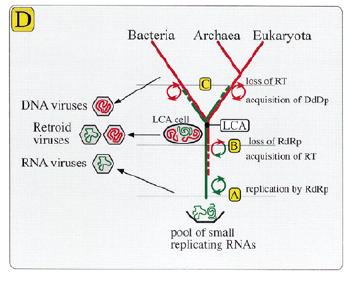 D
Bacteria Archaea Eukaryota
C
loss of RT
acquisition of DdDp
DNA viruses
LCA cell
LCA
Retroid
viruses
B
loss of RdRp
acquisition of RT
RNA viruses
A
replication by RdRp
pool of small
replicating RNAs